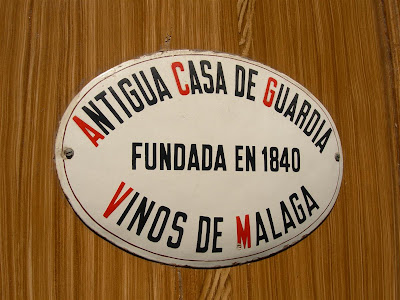 ANTIGUA CASA DE GUARDIA
FUNDADA EN 1840
VINOS DE MALAGA